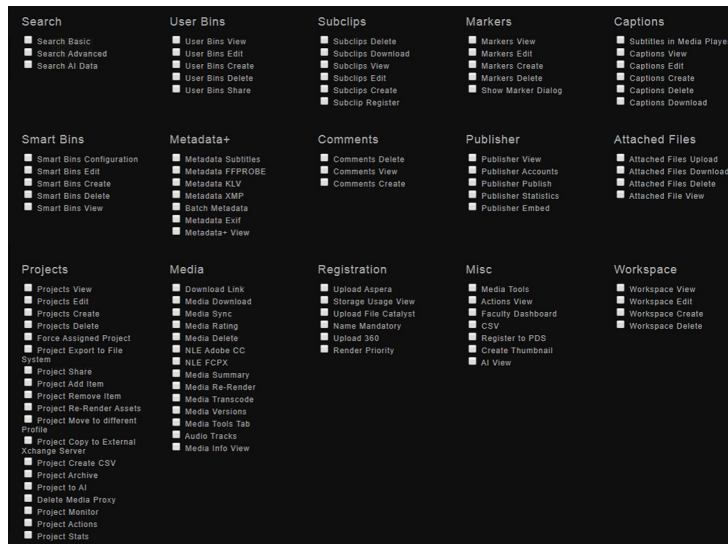 Search
Search Basic
Search Advanced
Search AI Data
User Bins
User Bins View
User Bins Edit
User Bins Create
User Bins Delete
User Bins Share
Subclips
Subclips Delete
Subclips Download
Subclips View
Subclips Edit
Subclips Create
Subclip Register
Markers
Markers View
Markers Edit
Markers Create
Markers Delete
Show Marker Dialog
Captions
Subtitles in Media Player
Captions View
Captions Edit
Captions Create
Captions Delete
Captions Download
Smart Bins
Smart Bins Configuration
Smart Bins Edit
Smart Bins Create
Smart Bins Delete
Smart Bins View
Metadata+
Metadata Subtitles
Metadata FFPROBE
Metadata KLV
Metadata XMP
Batch Metadata
Metadata Exif
Metadata+ View
Comments
Comments Delete
Comments View
Comments Create
Publisher
Publisher View
Publisher Accounts
Publisher Publish
Publisher Statistics
Publisher Embed
Attached Files
Attached Files Upload
Attached Files Download
Attached Files Delete
Attached File View
Projects
Projects View
Projects Edit
Projects Create
Projects Delete
Force Assigned Project
Project Export to File
System
Project Share
Project Add Item
Project Remove Item
Project Re-Render Assets
Project Move to different
Profile
Project Copy to External
Xchange Server
Project Create CSV
Project Archive
Project to AI
Delete Media Proxy
Project Monitor
Project Actions
Project Stats
Media
Download Link
Media Download
Media Sync
Media Rating
Media Delete
NLE Adobe CC
NLE FCPX
Media Summary
Media Re-Render
Media Transcode
Media Versions
Media Tools Tab
Audio Tracks
Media Info View
Registration
Upload Aspera
Storage Usage View
Upload File Catalyst
Name Mandatory
Upload 360
Render Priority
Misc
Media Tools
Actions View
Faculty Dashboard
CSV
Register to PDS
Create Thumbnail
AI View
Workspace
Workspace View
Workspace Edit
Workspace Create
Workspace Delete